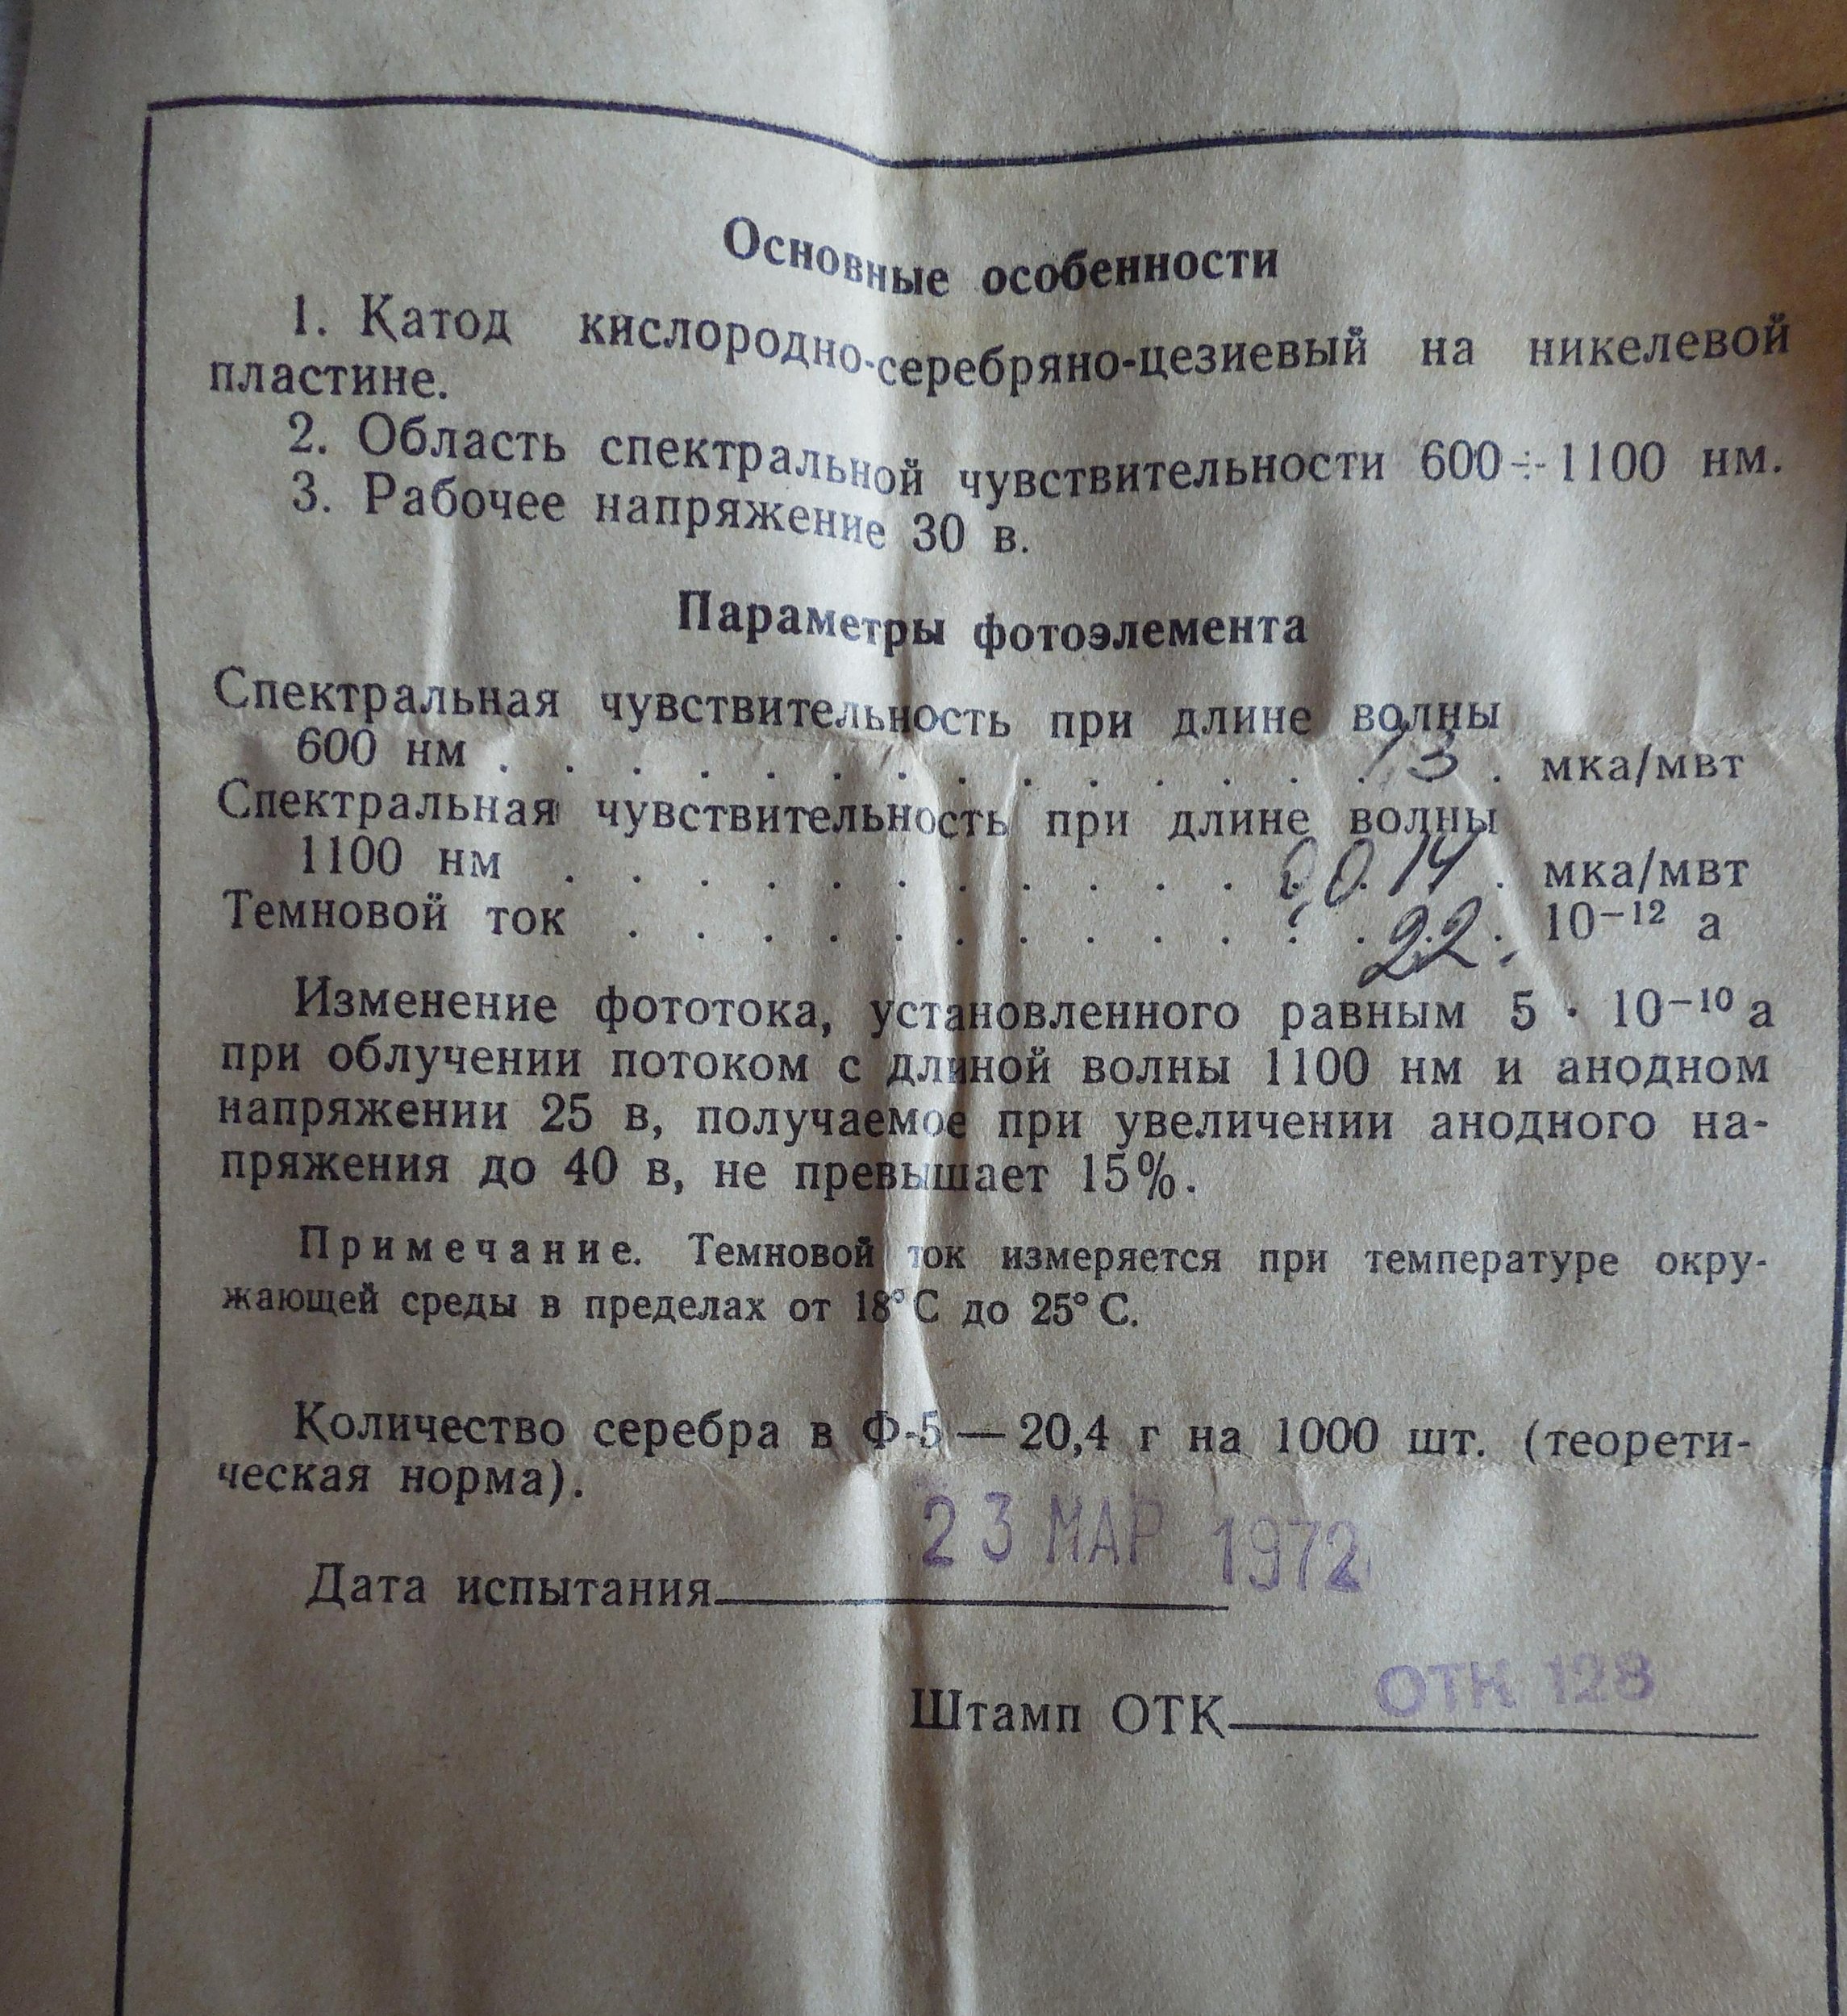 Основные особенности
1. Катод кислородно-серебряно-цезиевый на никелевой
пластине.
2. Область спектральной чувствительности 600÷1100 нм.
3. Рабочее напряжение 30 в.
Параметры фотоэлемента
Спектральная чувствительность при длине волны
600 нм . . . . . . . . . . . . . . 13 . мка/мвт
Спектральная чувствительность при длине волны
1100 нм . . . . . . . . . . . . 0,014 . мка/мвт
Темновой ток . . . . . . . . . . . . 22 . 10⁻¹² а
Изменение фототока, установленного равным 5 · 10⁻¹⁰ а
при облучении потоком с длиной волны 1100 нм и анодном
напряжении 25 в, получаемое при увеличении анодного на-
пряжения до 40 в, не превышает 15%.
Примечание. Темновой ток измеряется при температуре окру-
жающей среды в пределах от 18°С до 25°С.
Количество серебра в Ф-5 — 20,4 г на 1000 шт. (теорети-
ческая норма).
23 МАР 1972
Дата испытания
ОТК 128
Штамп ОТК